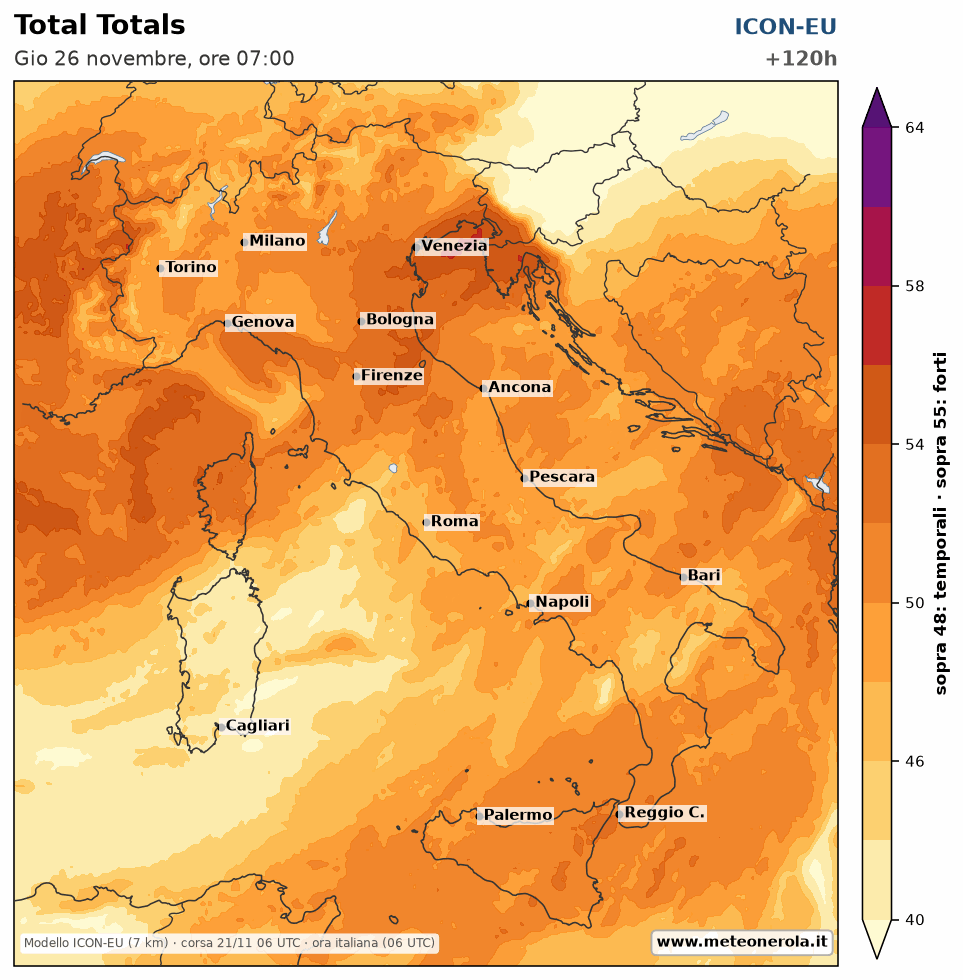 Total Totals
ICON-EU
Gio 26 novembre, ore 07:00
+120h
Milano
Venezia
Torino
Genova
Bologna
Firenze
Ancona
Pescara
Roma
Bari
Napoli
Cagliari
Palermo
Reggio C.
64
58
54
50
46
40
sopra 48: temporali · sopra 55: forti
Modello ICON-EU (7 km) · corsa 21/11 06 UTC · ora italiana (06 UTC)
www.meteonerola.it